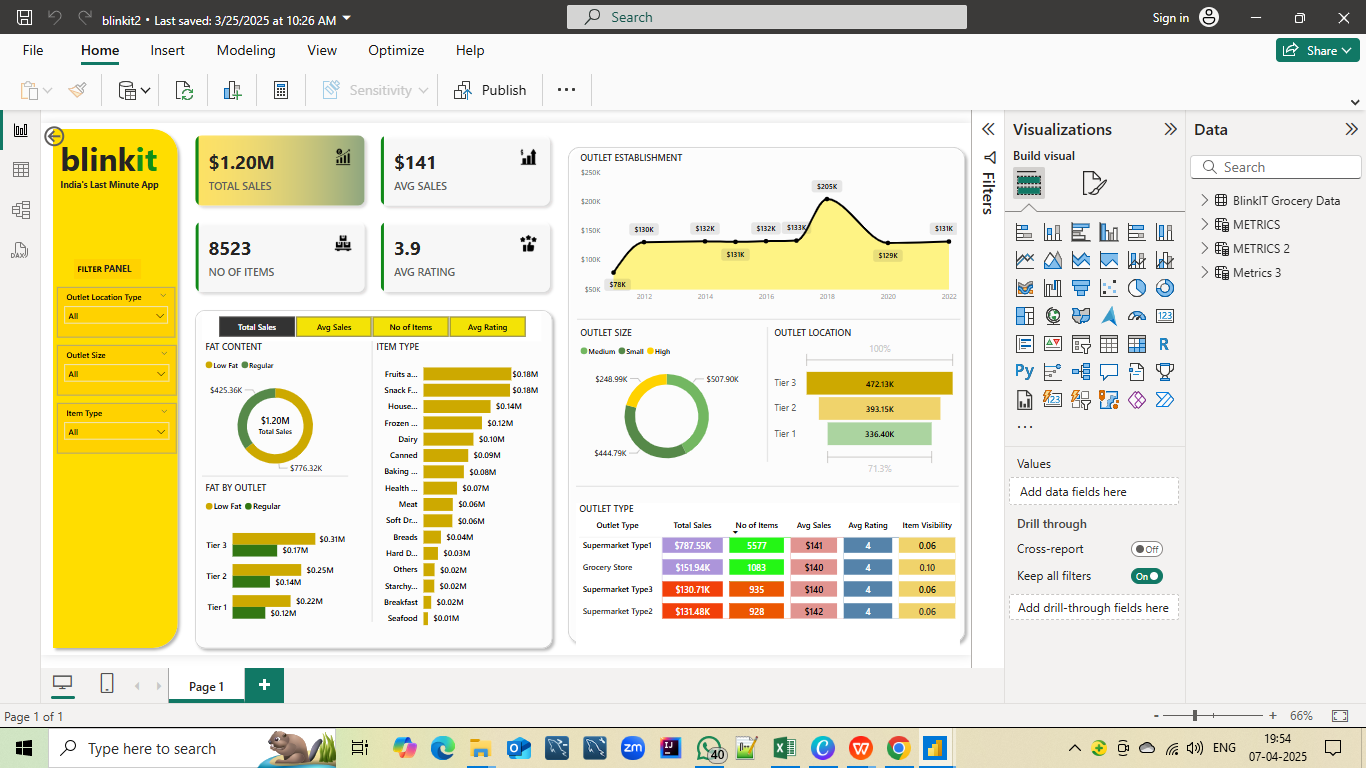 blinkit2 • Last saved: 3/25/2025 at 10:26 AM
Search
Sign in
File
Home
Insert
Modeling
View
Optimize
Help
Share
Sensitivity
Publish
DAX
blinkit
India's Last Minute App
FILTER PANEL
Outlet Location Type
All
Outlet Size
All
Item Type
All
$1.20M
TOTAL SALES
$141
AVG SALES
8523
NO OF ITEMS
3.9
AVG RATING
Total Sales
Avg Sales
No of Items
Avg Rating
FAT CONTENT
Low Fat
Regular
$425.36K
$1.20M
Total Sales
$776.32K
FAT BY OUTLET
Low Fat
Regular
Tier 3
$0.31M
$0.17M
Tier 2
$0.25M
$0.14M
Tier 1
$0.22M
$0.12M
ITEM TYPE
Fruits a... $0.18M
Snack F... $0.18M
House... $0.14M
Frozen ... $0.12M
Dairy $0.10M
Canned $0.09M
Baking ... $0.08M
Health ... $0.07M
Meat $0.06M
Soft Dr... $0.06M
Breads $0.04M
Hard D... $0.03M
Others $0.02M
Starchy... $0.02M
Breakfast $0.02M
Seafood $0.01M
OUTLET ESTABLISHMENT
$250K
$200K
$150K
$100K
$50K
$78K
$130K
$132K
$131K
$132K
$133K
$205K
$129K
$131K
2012
2014
2016
2018
2020
2022
OUTLET SIZE
Medium
Small
High
$248.99K
$507.90K
$444.79K
OUTLET LOCATION
100%
Tier 3 472.13K
Tier 2 393.15K
Tier 1 336.40K
71.3%
OUTLET TYPE
Outlet Type Total Sales No of Items Avg Sales Avg Rating Item Visibility
Supermarket Type1 $787.55K 5577 $141 4 0.06
Grocery Store $151.94K 1083 $140 4 0.10
Supermarket Type3 $130.71K 935 $140 4 0.06
Supermarket Type2 $131.48K 928 $142 4 0.06
Filters
Visualizations
Build visual
123
R
Py
123
Values
Add data fields here
Drill through
Cross-report
Off
Keep all filters
On
Add drill-through fields here
Data
Search
BlinkIT Grocery Data
METRICS
METRICS 2
Metrics 3
Page 1
Page 1 of 1
66%
Type here to search
zm
40
ENG
19:54
07-04-2025